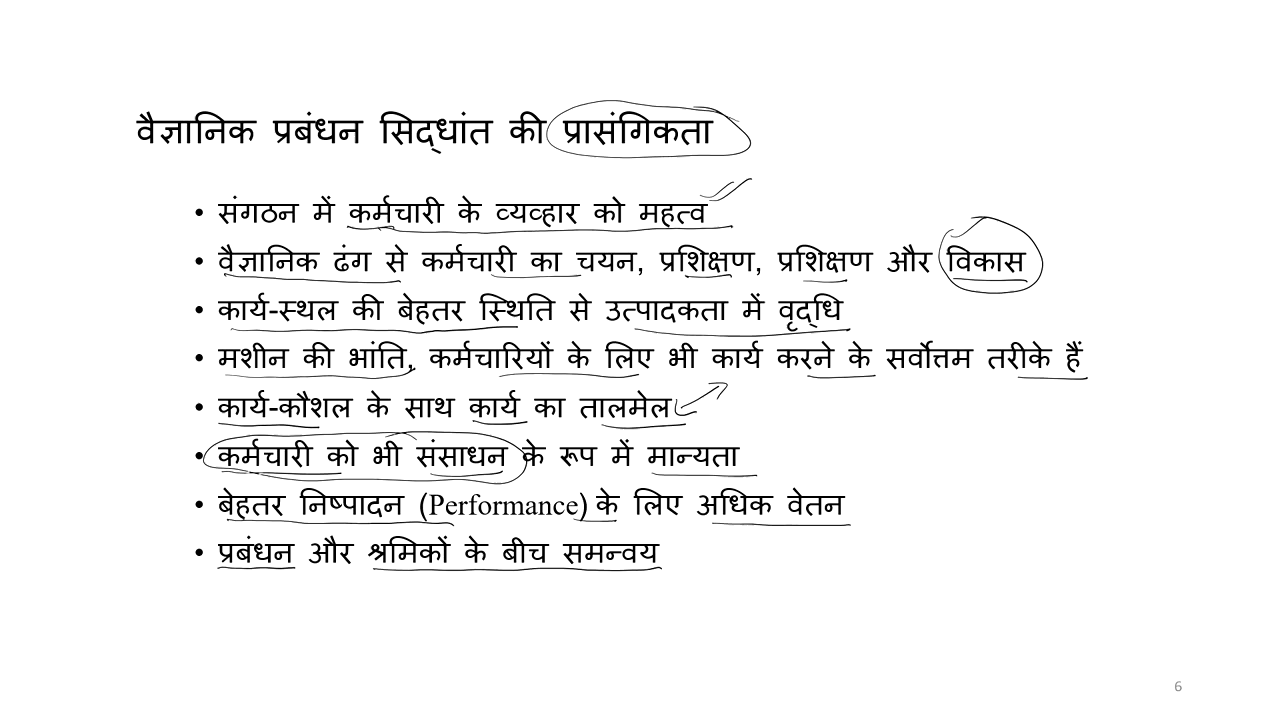 वैज्ञानिक प्रबंधन सिद्धांत की प्रासंगिकता
• संगठन में कर्मचारी के व्यव्हार को महत्व
• वैज्ञानिक ढंग से कर्मचारी का चयन, प्रशिक्षण, प्रशिक्षण और विकास
• कार्य-स्थल की बेहतर स्थिति से उत्पादकता में वृद्धि
• मशीन की भांति, कर्मचारियों के लिए भी कार्य करने के सर्वोत्तम तरीके हैं
• कार्य-कौशल के साथ कार्य का तालमेल
• कर्मचारी को भी संसाधन के रूप में मान्यता
• बेहतर निष्पादन (Performance) के लिए अधिक वेतन
• प्रबंधन और श्रमिकों के बीच समन्वय
6